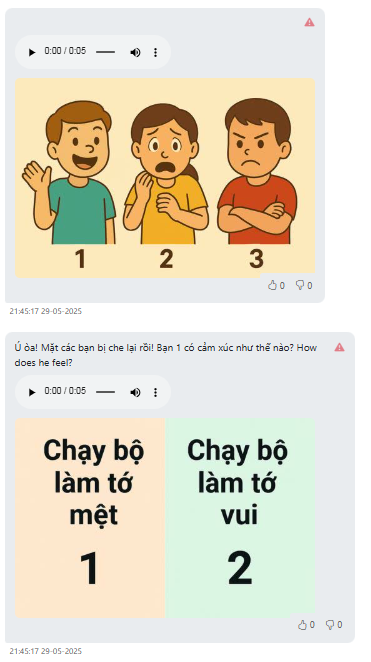 0:00 / 0:05
1 2 3
0 0
21:45:17 29-05-2025
Ú òa! Mặt các bạn bị che lại rồi! Bạn 1 có cảm xúc như thế nào? How
does he feel?
0:00 / 0:05
Chạy bộ
làm tớ
mệt
1
Chạy bộ
làm tớ
vui
2
0 0
21:45:17 29-05-2025